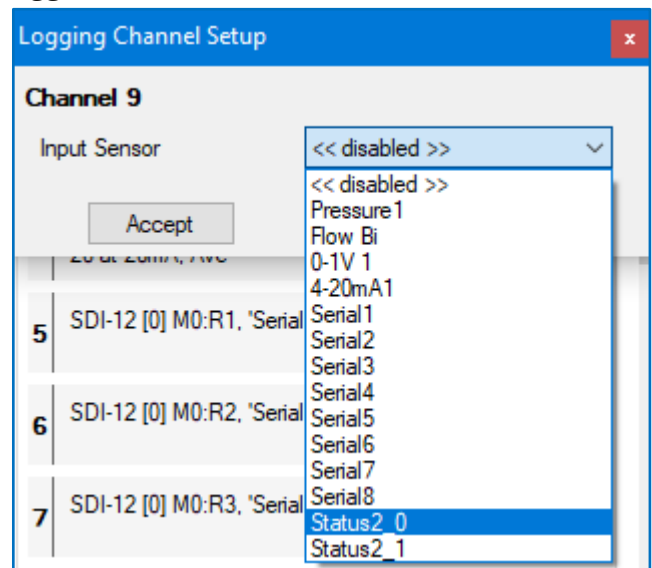 Logging Channel Setup
x
Channel 9
Input Sensor
<< disabled >>
<< disabled >>
Pressure1
Flow Bi
0-1V 1
4-20mA1
Serial1
Serial2
Serial3
Serial4
Serial5
Serial6
Serial7
Serial8
Status2_0
Status2_1
Accept
5 SDI-12 [0] M0:R1, "Serial
6 SDI-12 [0] M0:R2, "Serial
7 SDI-12 [0] M0:R3, "Serial